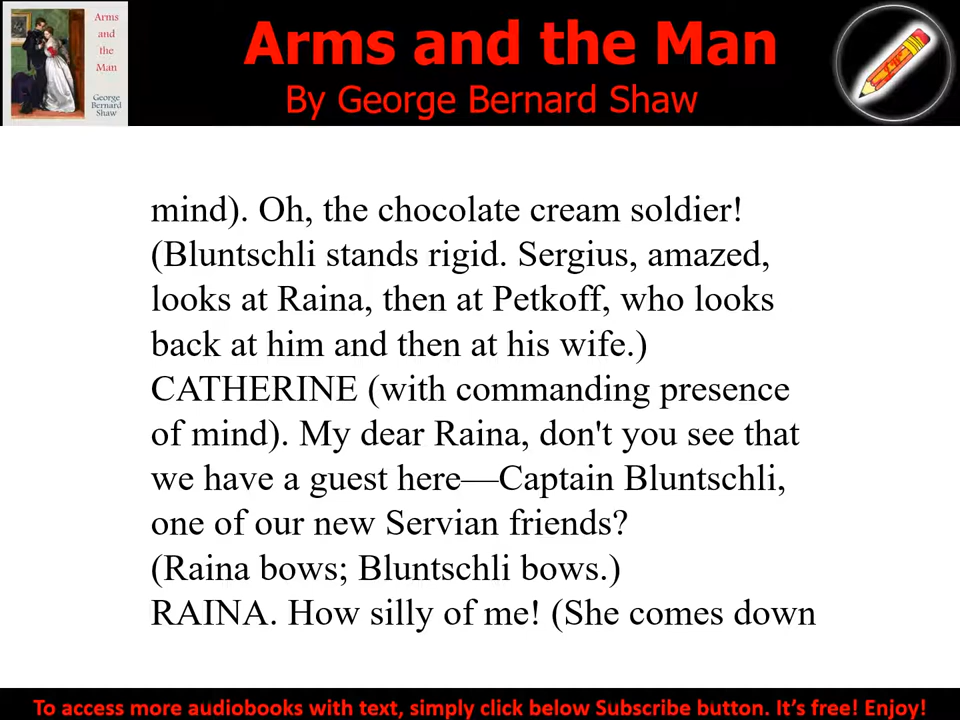 Arms
and
the
Man
George
Bernard
Shaw
Arms and the Man
By George Bernard Shaw
mind). Oh, the chocolate cream soldier!
(Bluntschli stands rigid. Sergius, amazed,
looks at Raina, then at Petkoff, who looks
back at him and then at his wife.)
CATHERINE (with commanding presence
of mind). My dear Raina, don't you see that
we have a guest here—Captain Bluntschli,
one of our new Servian friends?
(Raina bows; Bluntschli bows.)
RAINA. How silly of me! (She comes down
To access more audiobooks with text, simply click below Subscribe button. It’s free! Enjoy!